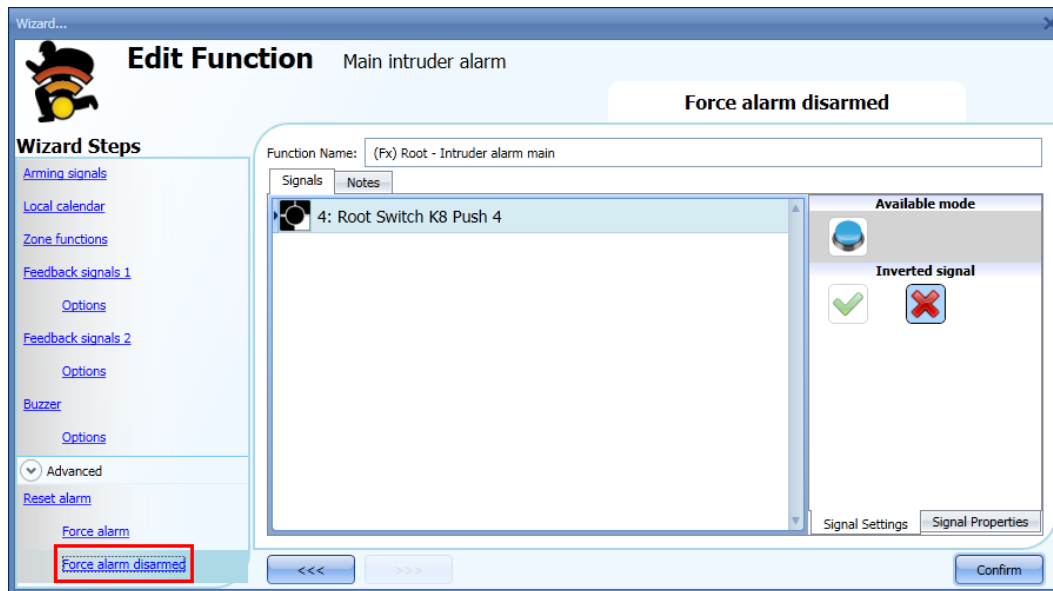 Wizard...
Edit Function Main intruder alarm
Force alarm disarmed
Wizard Steps
Arming signals
Local calendar
Zone functions
Feedback signals 1
Options
Feedback signals 2
Options
Buzzer
Options
Advanced
Reset alarm
Force alarm
Force alarm disarmed
Function Name: (Fx) Root - Intruder alarm main
Signals Notes
4: Root Switch K8 Push 4
Available mode
Inverted signal
Signal Settings Signal Properties
<<< >>> Confirm